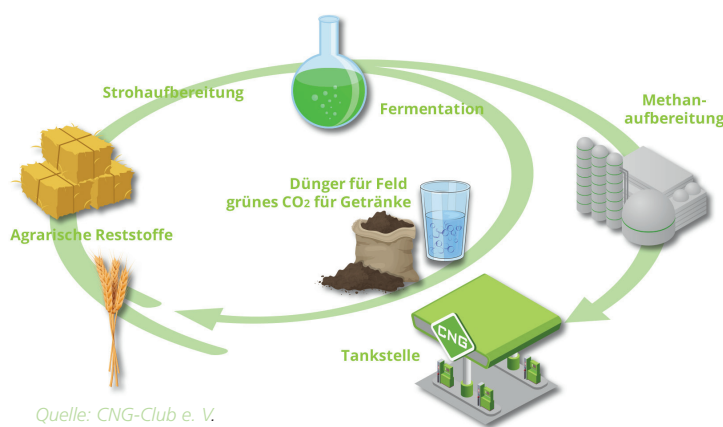 Strohaufbereitung
Fermentation
Methan-
aufbereitung
Dünger für Feld
grünes CO2 für Getränke
Agrarische Reststoffe
CNG
Tankstelle
Quelle: CNG-Club e. V.